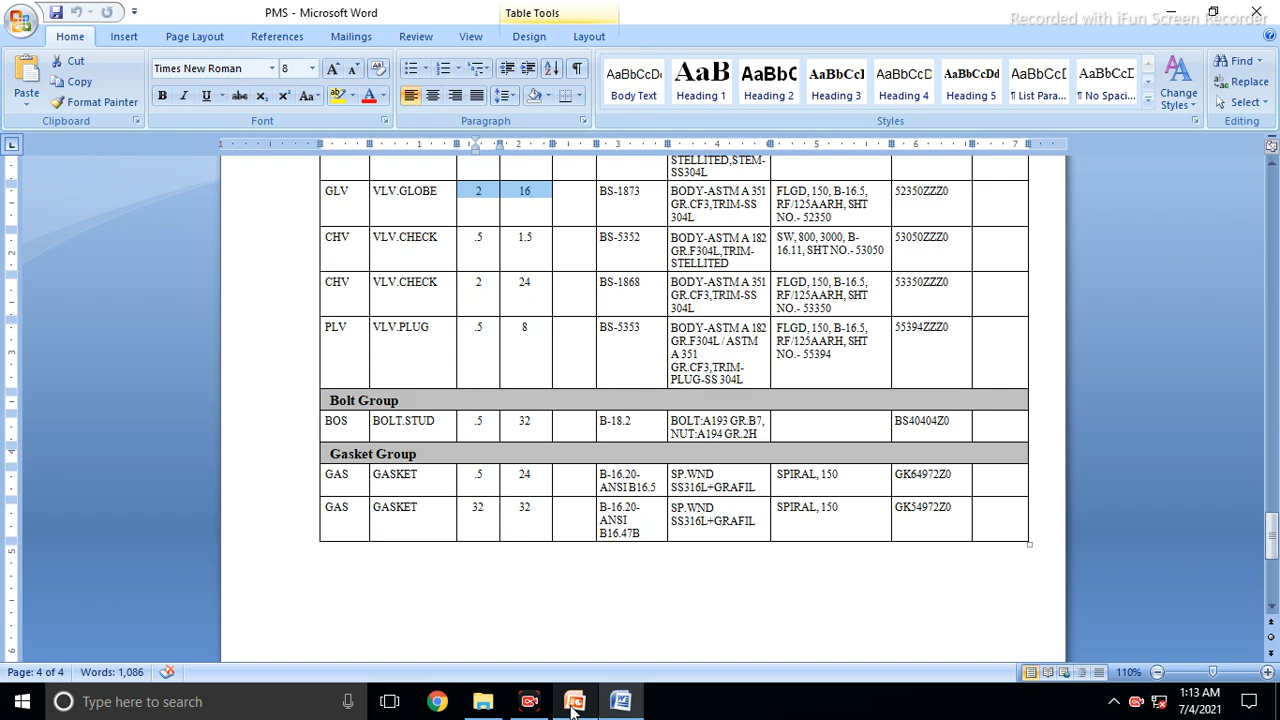 PMS - Microsoft Word
Table Tools
Recorded with iFun Screen Recorder
Home Insert Page Layout References Mailings Review View Design Layout
Paste
Cut
Copy
Format Painter
Clipboard
Times New Roman 8
Font
Paragraph
AaBbCcDc AaB AaBbC AaBbCcI AaBbCcDc AaBbCcDd AaBbCcDc AaBbCcDc
Body Text Heading 1 Heading 2 Heading 3 Heading 4 Heading 5 ¶ List Para... ¶ No Spaci...
Change
Styles
Styles
Find
Replace
Select
Editing
STELLITED,STEM-
SS304L
GLV VLV.GLOBE 2 16 BS-1873 BODY-ASTM A 351 FLGD, 150, B-16.5, 52350ZZZ0
GR.CF3,TRIM-SS RF/125AARH, SHT
304L NO.- 52350
CHV VLV.CHECK .5 1.5 BS-5352 BODY-ASTM A 182 SW, 800, 3000, B- 53050ZZZ0
GR.F304L,TRIM- 16.11, SHT NO.- 53050
STELLITED
CHV VLV.CHECK 2 24 BS-1868 BODY-ASTM A 351 FLGD, 150, B-16.5, 53350ZZZ0
GR.CF3,TRIM-SS RF/125AARH, SHT
304L NO.- 53350
PLV VLV.PLUG .5 8 BS-5353 BODY-ASTM A 182 FLGD, 150, B-16.5, 55394ZZZ0
GR.F304L / ASTM RF/125AARH, SHT
A 351 NO.- 55394
GR.CF3,TRIM-
PLUG-SS 304L
Bolt Group
BOS BOLT.STUD .5 32 B-18.2 BOLT:A193 GR.B7, BS40404Z0
NUT:A194 GR.2H
Gasket Group
GAS GASKET .5 24 B-16.20- SP.WND SPIRAL, 150 GK64972Z0
ANSI B16.5 SS316L+GRAFIL
GAS GASKET 32 32 B-16.20- SP.WND SPIRAL, 150 GK54972Z0
ANSI SS316L+GRAFIL
B16.47B
Page: 4 of 4 Words: 1,086 110%
Type here to search
1:13 AM
7/4/2021